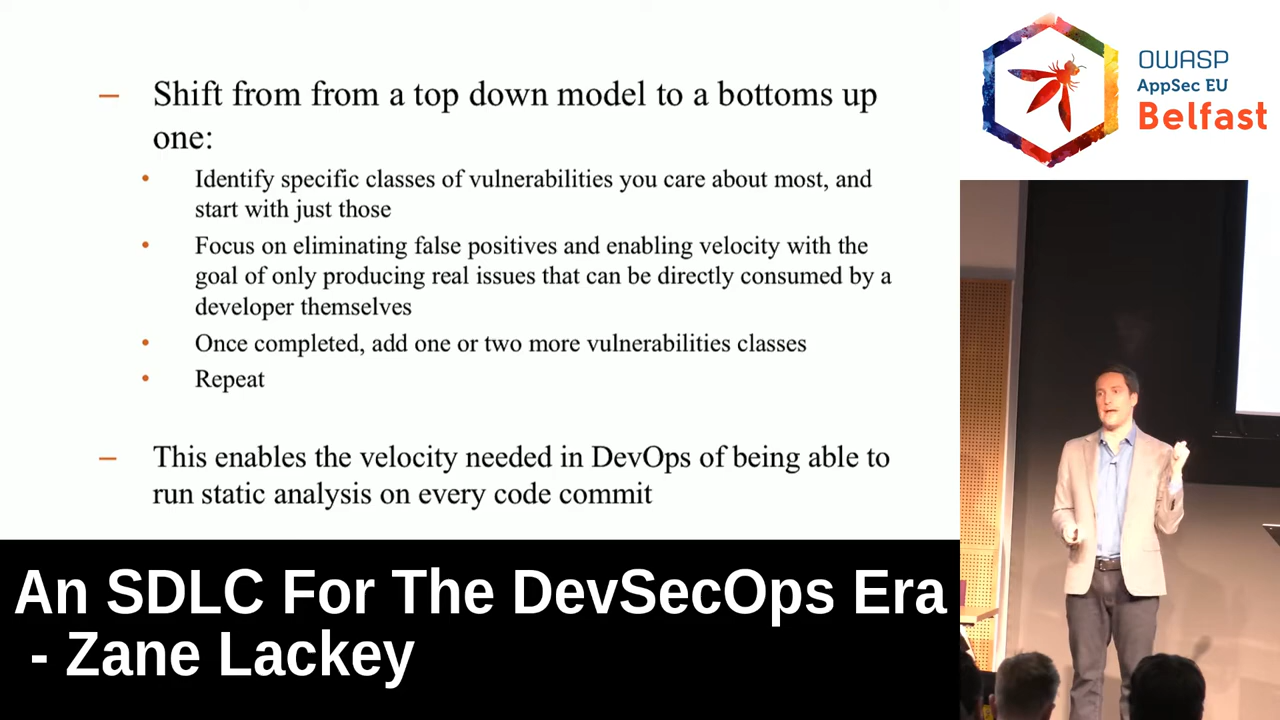 – Shift from from a top down model to a bottoms up
one:
• Identify specific classes of vulnerabilities you care about most, and
start with just those
• Focus on eliminating false positives and enabling velocity with the
goal of only producing real issues that can be directly consumed by a
developer themselves
• Once completed, add one or two more vulnerabilities classes
• Repeat
– This enables the velocity needed in DevOps of being able to
run static analysis on every code commit
OWASP
AppSec EU
Belfast
An SDLC For The DevSecOps Era
- Zane Lackey